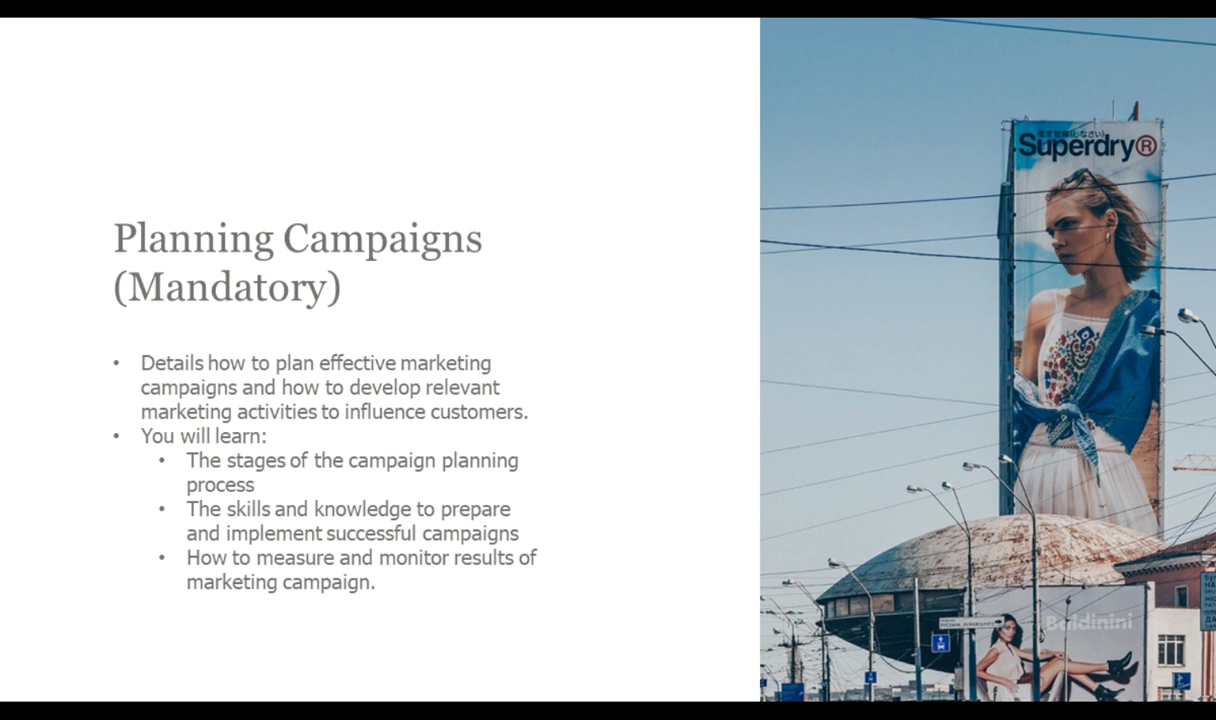 Planning Campaigns
(Mandatory)
• Details how to plan effective marketing
campaigns and how to develop relevant
marketing activities to influence customers.
• You will learn:
• The stages of the campaign planning
process
• The skills and knowledge to prepare
and implement successful campaigns
• How to measure and monitor results of
marketing campaign.
Superdry®
Baldinini